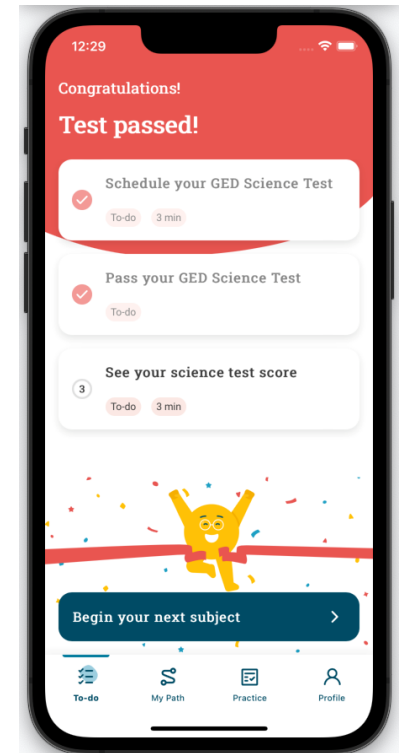 12:29
Congratulations!
Test passed!
Schedule your GED Science Test
To-do 3 min
Pass your GED Science Test
To-do
3
See your science test score
To-do 3 min
Begin your next subject
To-do My Path Practice Profile